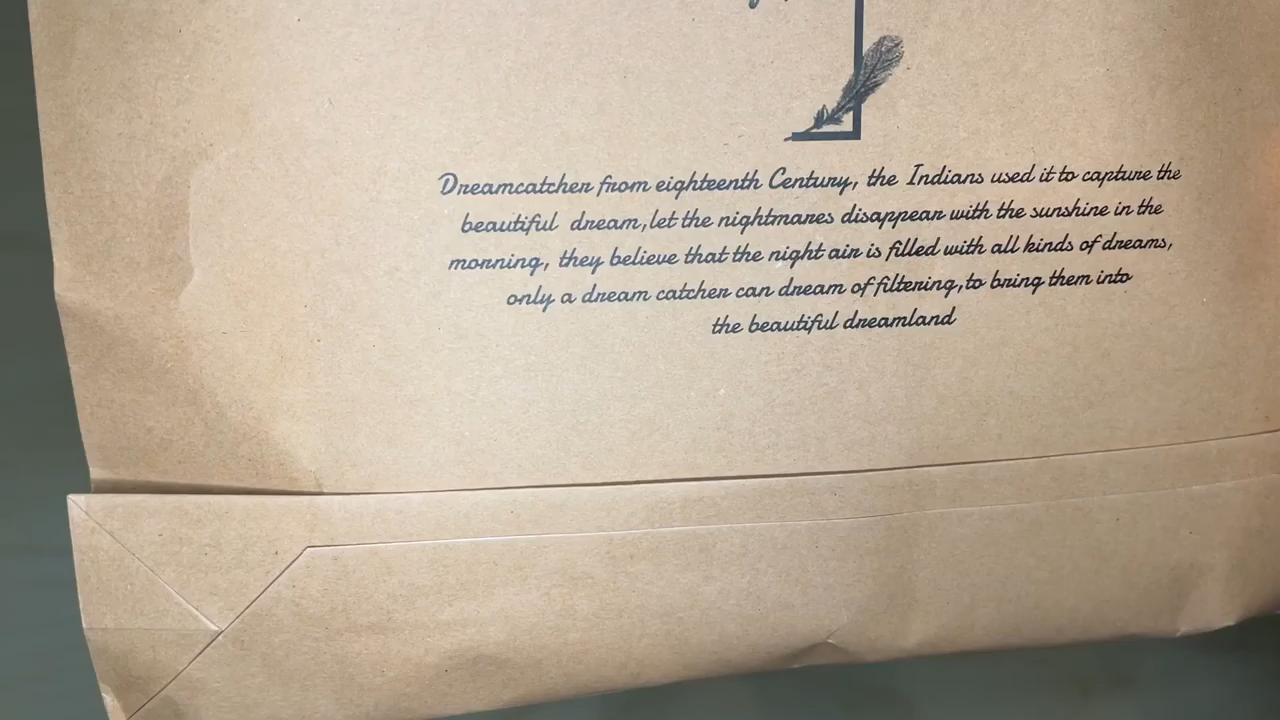 Dreamcatcher from eighteenth Century, the Indians used it to capture the
beautiful dream,let the nightmares disappear with the sunshine in the
morning, they believe that the night air is filled with all kinds of dreams,
only a dream catcher can dream of filtering,to bring them into
the beautiful dreamland